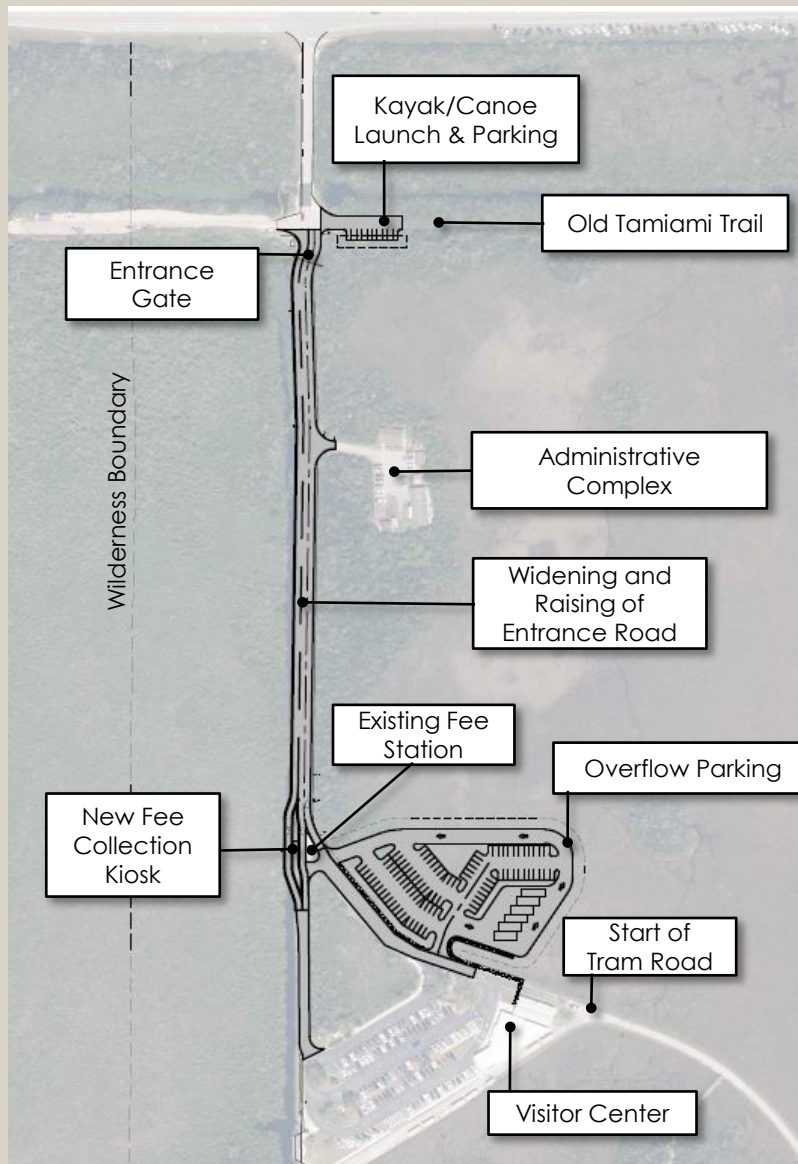 Kayak/Canoe
Launch & Parking
Old Tamiami Trail
Entrance
Gate
Wilderness Boundary
Administrative
Complex
Widening and
Raising of
Entrance Road
Existing Fee
Station
Overflow Parking
New Fee
Collection
Kiosk
Start of
Tram Road
Visitor Center